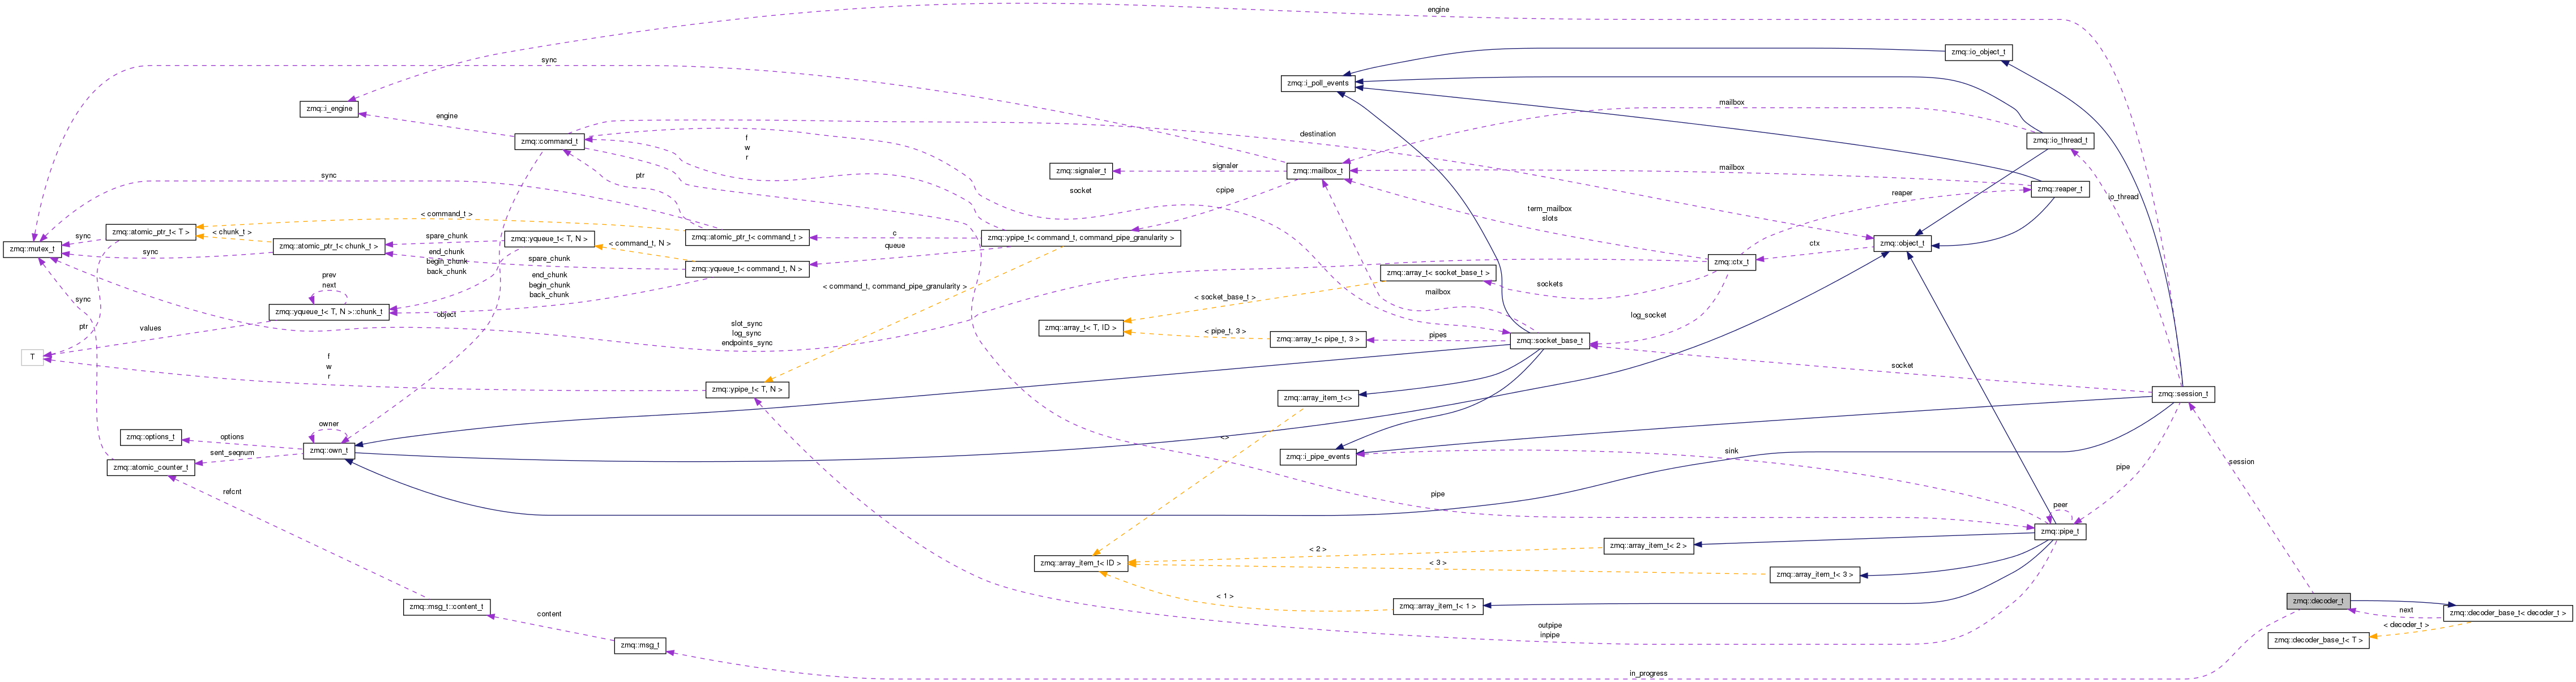 engine
zmq::io_object_t
sync
zmq::i_poll_events
mailbox
zmq::i_engine
engine
destination
f
w
r
zmq::command_t
zmq::io_thread_t
signaler
mailbox
zmq::signaler_t
zmq::mailbox_t
ptr
sync
socket
cpipe
reaper
zmq::reaper_t
io_thread
term_mailbox
slots
< command_t >
zmq::atomic_ptr_t< T >
< chunk_t >
sync
zmq::mutex_t
zmq::atomic_ptr_t< chunk_t >
sync
spare_chunk
zmq::yqueue_t< T, N >
< command_t, N >
zmq::atomic_ptr_t< command_t >
c
queue
zmq::ypipe_t< command_t, command_pipe_granularity >
ctx
zmq::object_t
end_chunk
begin_chunk
back_chunk
spare_chunk
zmq::yqueue_t< command_t, N >
zmq::ctx_t
zmq::array_t< socket_base_t >
sockets
prev
next
end_chunk
begin_chunk
back_chunk
< command_t, command_pipe_granularity >
< socket_base_t >
mailbox
sync
zmq::yqueue_t< T, N >::chunk_t
object
log_socket
ptr
values
slot_sync
log_sync
endpoints_sync
zmq::array_t< T, ID >
< pipe_t, 3 >
zmq::array_t< pipe_t, 3 >
pipes
zmq::socket_base_t
T
f
w
r
zmq::ypipe_t< T, N >
socket
zmq::array_item_t<>
zmq::session_t
owner
options
zmq::options_t
zmq::own_t
sent_seqnum
zmq::atomic_counter_t
<>
zmq::i_pipe_events
sink
pipe
session
refcnt
pipe
peer
zmq::pipe_t
< 2 >
zmq::array_item_t< 2 >
zmq::array_item_t< ID >
< 3 >
zmq::array_item_t< 3 >
< 1 >
zmq::array_item_t< 1 >
zmq::msg_t::content_t
content
zmq::msg_t
outpipe
inpipe
zmq::decoder_t
next
zmq::decoder_base_t< decoder_t >
< decoder_t >
zmq::decoder_base_t< T >
in_progress